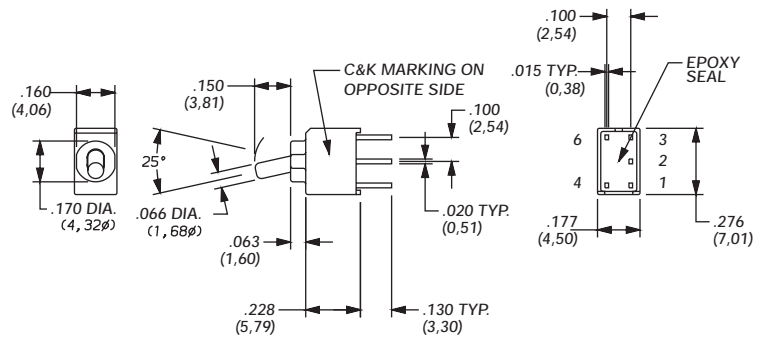 .160
(4,06)
.170 DIA.
(4,32ø)
.150
(3,81)
C&K MARKING ON
OPPOSITE SIDE
.100
(2,54)
25°
.066 DIA.
(1,68ø)
.063
(1,60)
.020 TYP.
(0,51)
.228
(5,79)
.130 TYP.
(3,30)
.100
(2,54)
.015 TYP.
(0,38)
EPOXY
SEAL
6
3
2
4
1
.177
(4,50)
.276
(7,01)